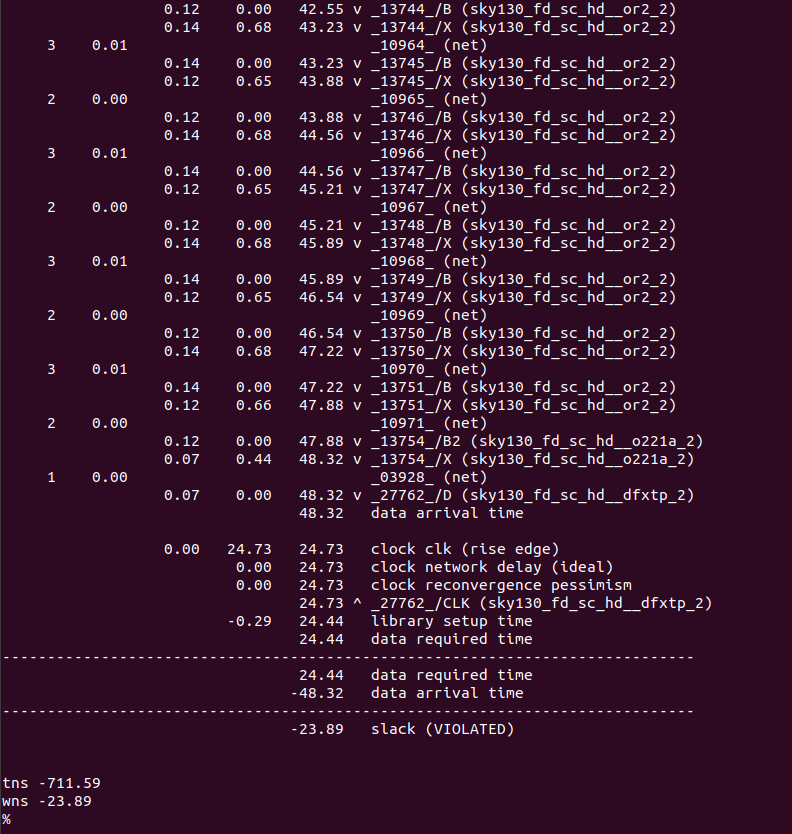 0.12 0.00 42.55 v _13744_/B (sky130_fd_sc_hd__or2_2)
0.14 0.68 43.23 v _13744_/X (sky130_fd_sc_hd__or2_2)
3 0.01 _10964_ (net)
0.14 0.00 43.23 v _13745_/B (sky130_fd_sc_hd__or2_2)
0.12 0.65 43.88 v _13745_/X (sky130_fd_sc_hd__or2_2)
2 0.00 _10965_ (net)
0.12 0.00 43.88 v _13746_/B (sky130_fd_sc_hd__or2_2)
0.14 0.68 44.56 v _13746_/X (sky130_fd_sc_hd__or2_2)
3 0.01 _10966_ (net)
0.14 0.00 44.56 v _13747_/B (sky130_fd_sc_hd__or2_2)
0.12 0.65 45.21 v _13747_/X (sky130_fd_sc_hd__or2_2)
2 0.00 _10967_ (net)
0.12 0.00 45.21 v _13748_/B (sky130_fd_sc_hd__or2_2)
0.14 0.68 45.89 v _13748_/X (sky130_fd_sc_hd__or2_2)
3 0.01 _10968_ (net)
0.14 0.00 45.89 v _13749_/B (sky130_fd_sc_hd__or2_2)
0.12 0.65 46.54 v _13749_/X (sky130_fd_sc_hd__or2_2)
2 0.00 _10969_ (net)
0.12 0.00 46.54 v _13750_/B (sky130_fd_sc_hd__or2_2)
0.14 0.68 47.22 v _13750_/X (sky130_fd_sc_hd__or2_2)
3 0.01 _10970_ (net)
0.14 0.00 47.22 v _13751_/B (sky130_fd_sc_hd__or2_2)
0.12 0.66 47.88 v _13751_/X (sky130_fd_sc_hd__or2_2)
2 0.00 _10971_ (net)
0.12 0.00 47.88 v _13754_/B2 (sky130_fd_sc_hd__o221a_2)
0.07 0.44 48.32 v _13754_/X (sky130_fd_sc_hd__o221a_2)
1 0.00 _03928_ (net)
0.07 0.00 48.32 v _27762_/D (sky130_fd_sc_hd__dfxtp_2)
48.32 data arrival time
0.00 24.73 24.73 clock clk (rise edge)
0.00 24.73 clock network delay (ideal)
0.00 24.73 clock reconvergence pessimism
24.73 ^ _27762_/CLK (sky130_fd_sc_hd__dfxtp_2)
-0.29 24.44 library setup time
24.44 data required time
-----------------------------------------------------------------------------
24.44 data required time
-48.32 data arrival time
-----------------------------------------------------------------------------
-23.89 slack (VIOLATED)
tns -711.59
wns -23.89
%